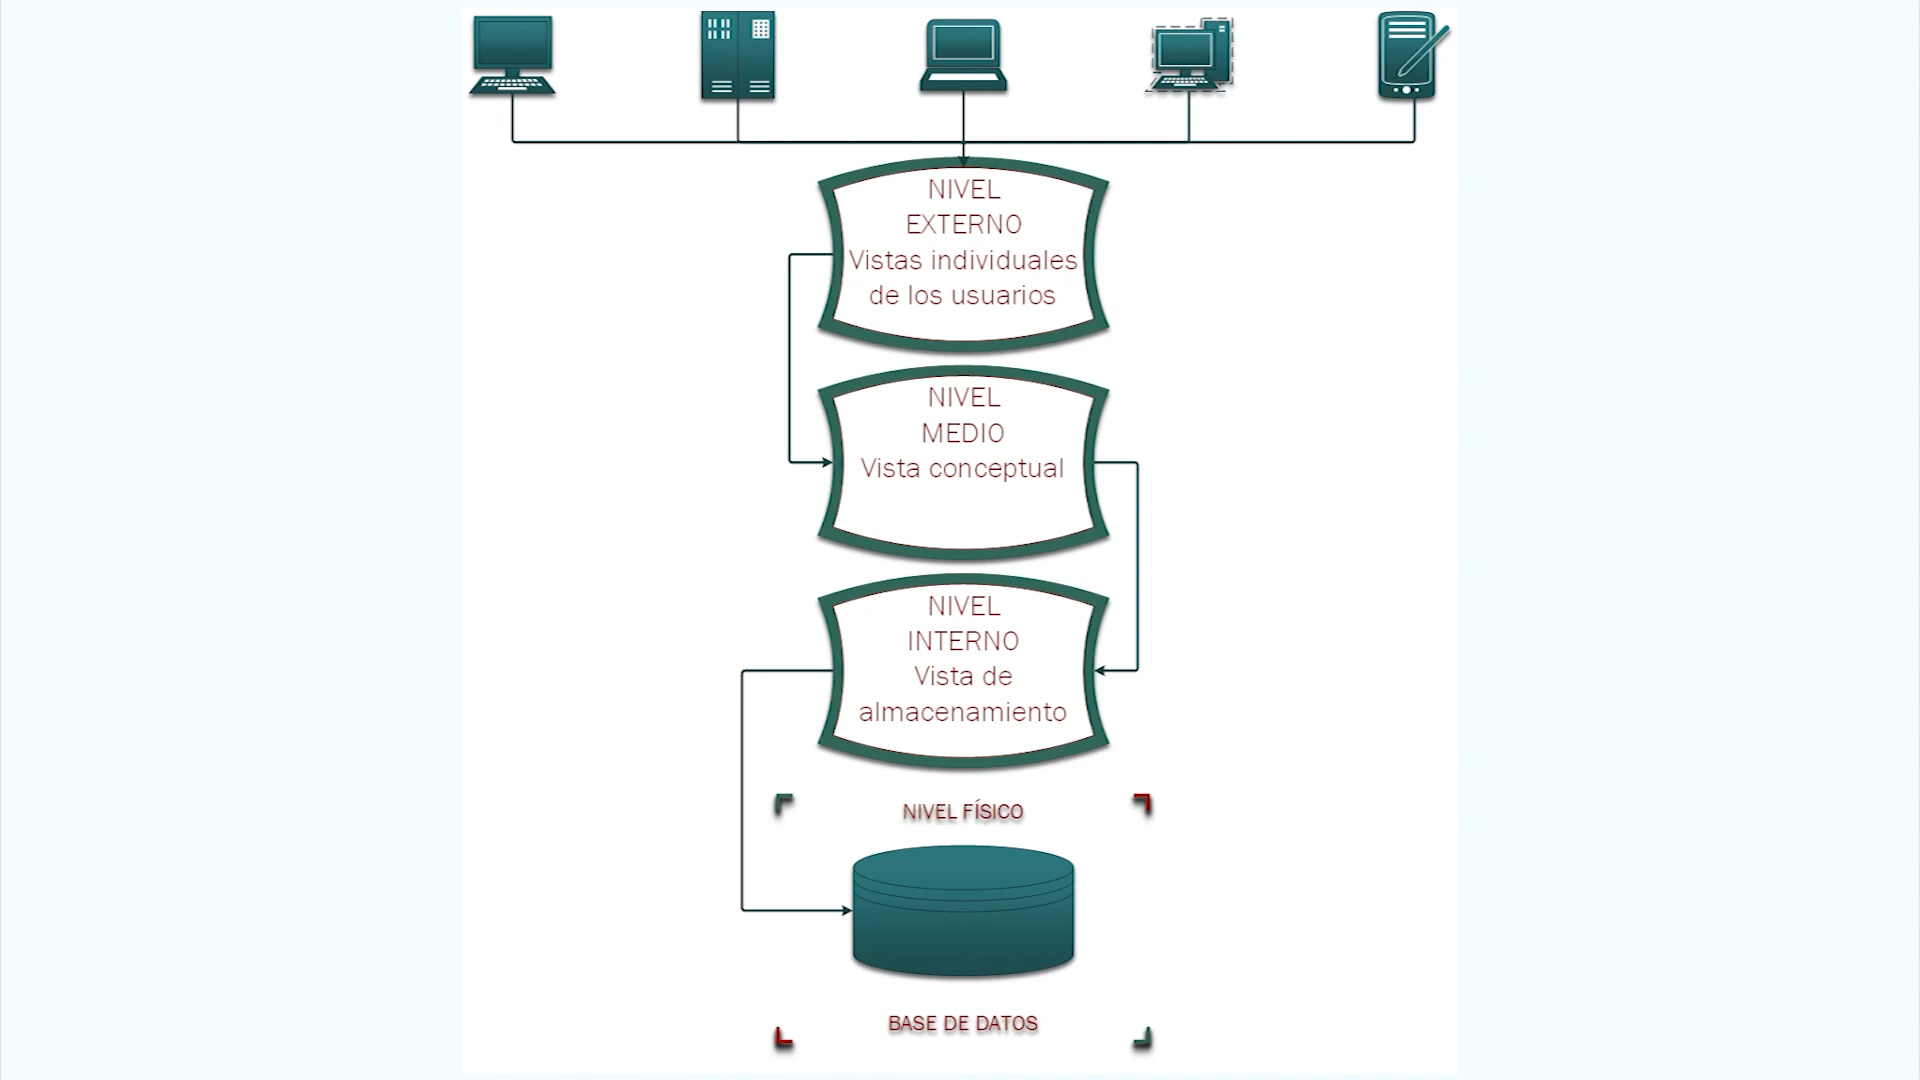 NIVEL
EXTERNO
Vistas individuales
de los usuarios
NIVEL
MEDIO
Vista conceptual
NIVEL
INTERNO
Vista de
almacenamiento
NIVEL FÍSICO
BASE DE DATOS